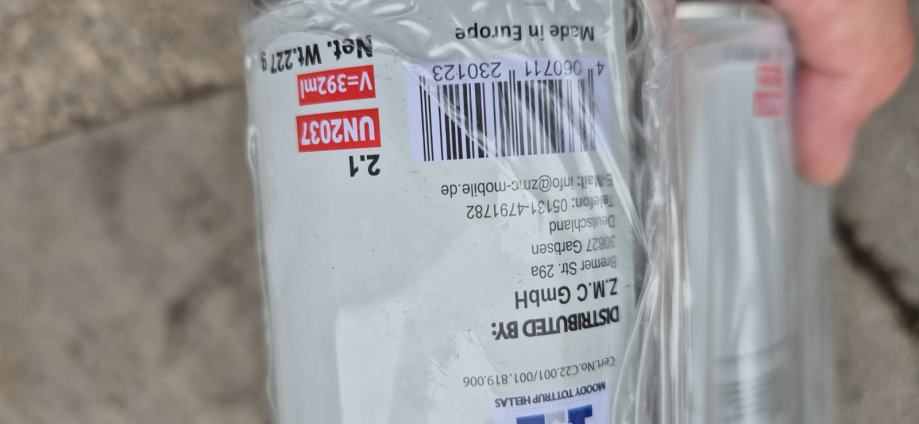 MOODY TOTTRUP HELLAS
Cert.No.C22.001/001.819.006
DISTRIBUTED BY:
Z.M.C GmbH
Bremer Str. 29a
30827 Garbsen
Deutschland
Telefon: 05131-4791782
E-Mail: info@zmc-mobile.de
2.1
UN2037
V=392ml
Net. Wt.227 g
4 060711 230123
Made in Europe